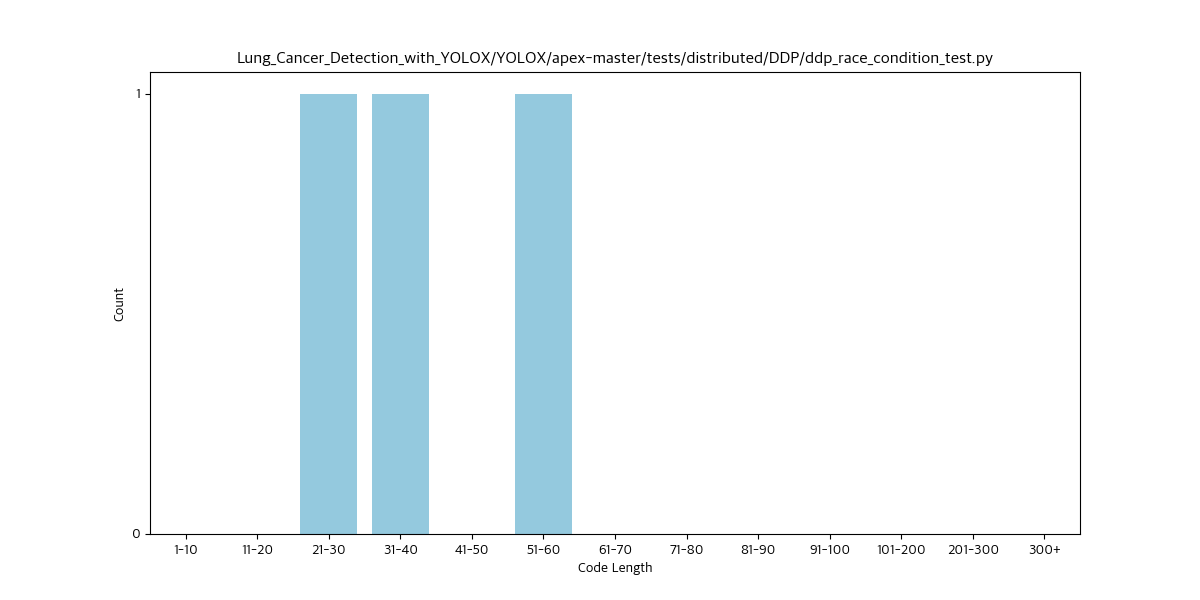 Lung_Cancer_Detection_with_YOLOX/YOLOX/apex-master/tests/distributed/DDP/ddp_race_condition_test.py
1
Count
0
1-10 11-20 21-30 31-40 41-50 51-60 61-70 71-80 81-90 91-100 101-200 201-300 300+
Code Length